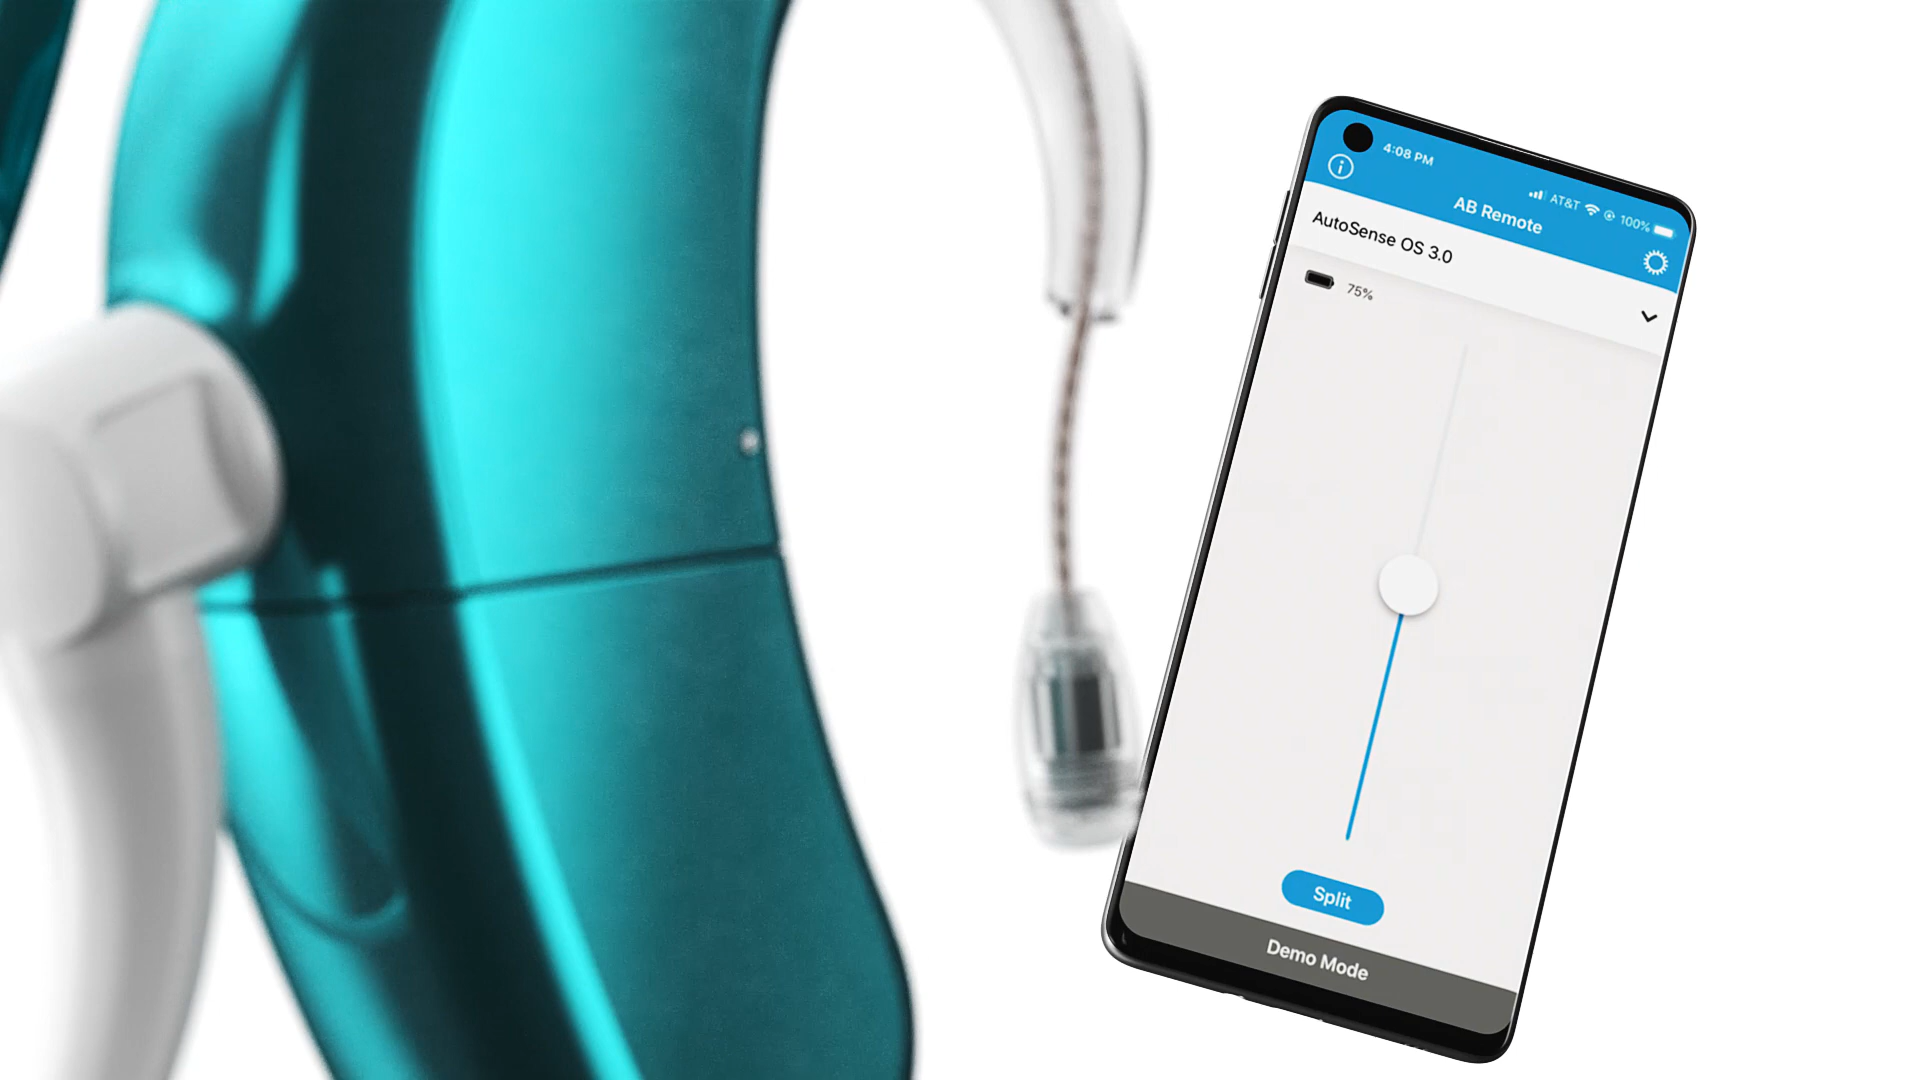 4:08 PM
AT&T 100%
AB Remote
AutoSense OS 3.0
75%
Split
Demo Mode